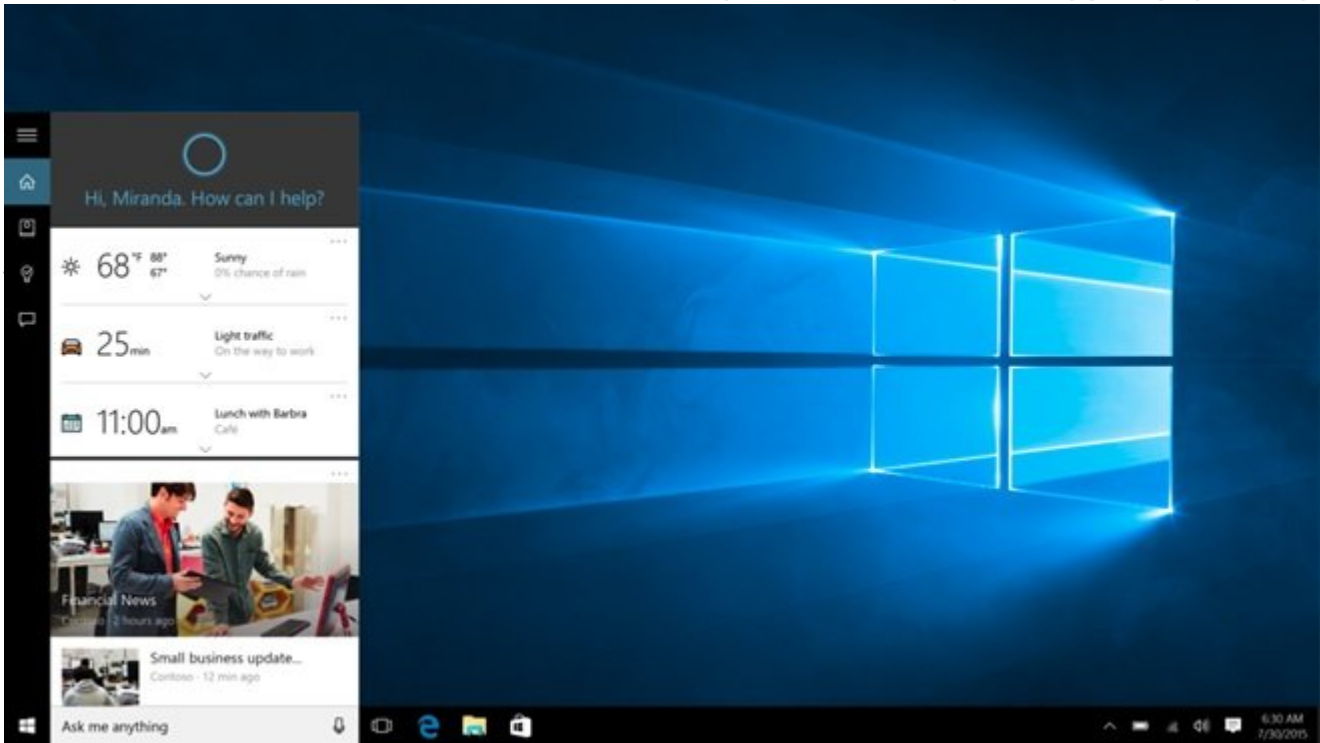 Hi, Miranda. How can I help?
68°F 88° 67°
Sunny
0% chance of rain
25min
Light traffic
On the way to work
11:00am
Lunch with Barbra
Café
Financial News
Contoso · 2 hours ago
Small business update...
Contoso · 12 min ago
Ask me anything
6:30 AM
7/30/2015